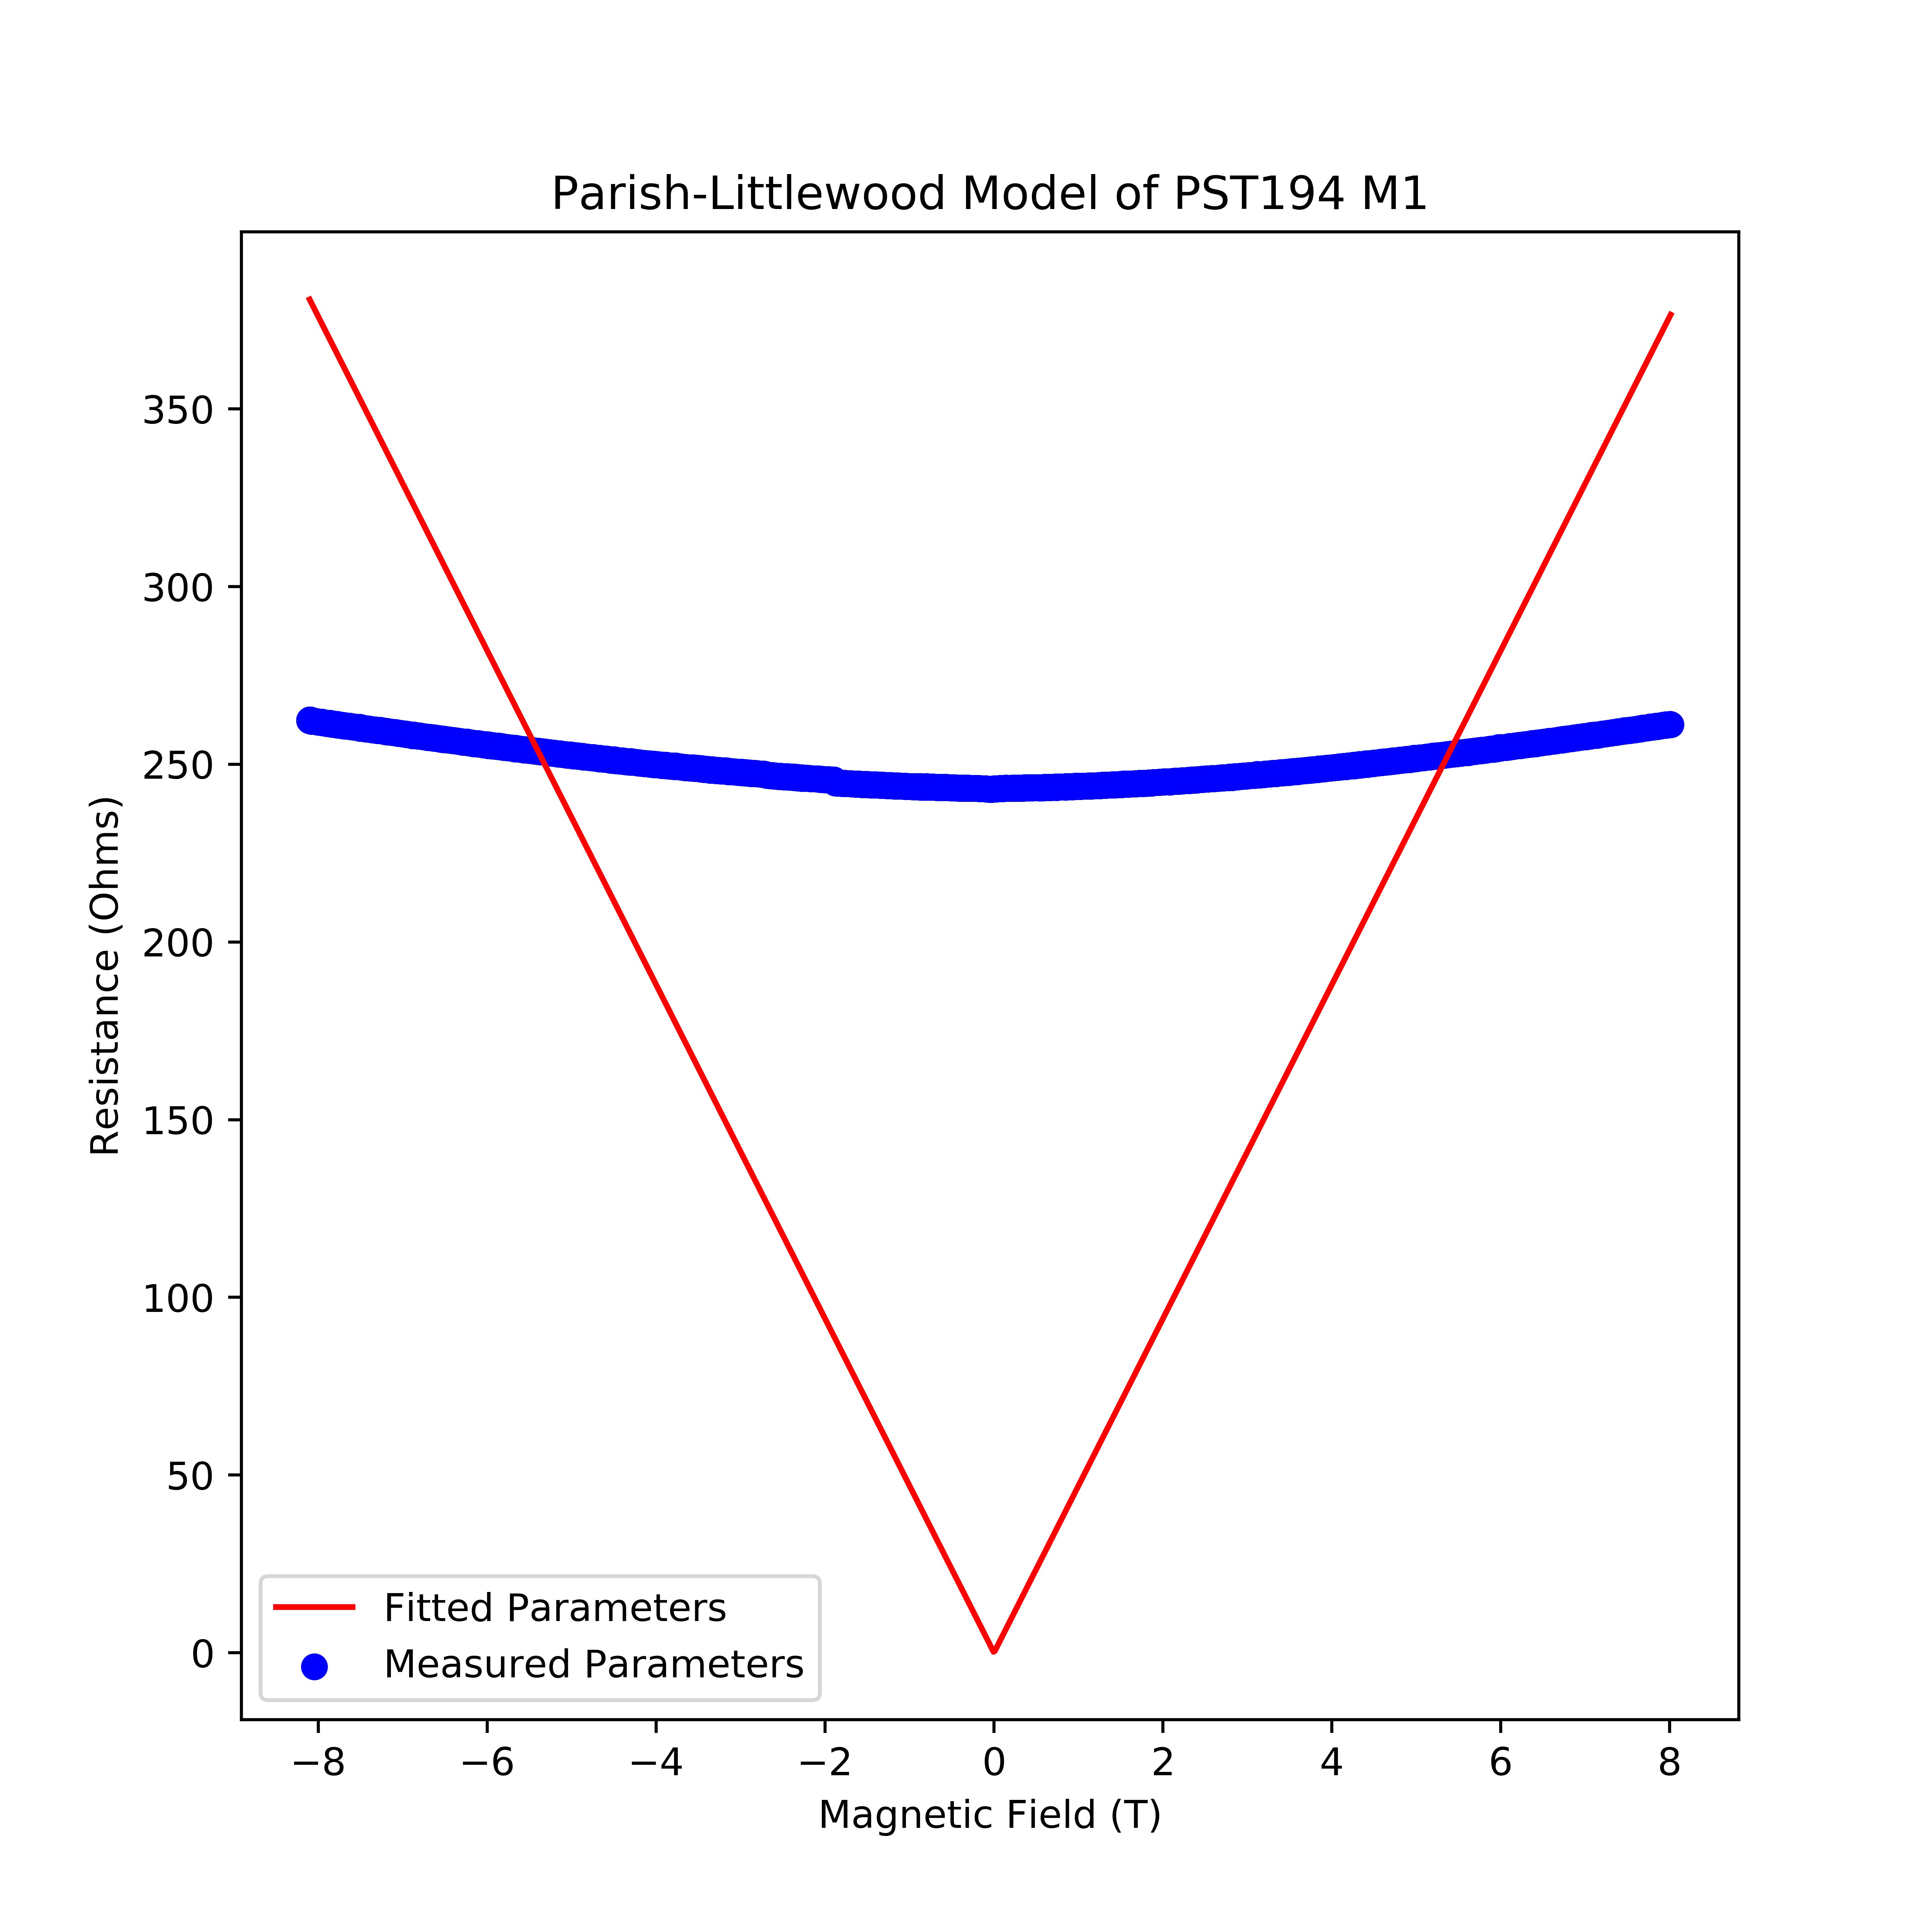 Parish-Littlewood Model of PST194 M1
Resistance (Ohms)
350
300
250
200
150
100
50
0
Fitted Parameters
Measured Parameters
−8 −6 −4 −2 0 2 4 6 8
Magnetic Field (T)